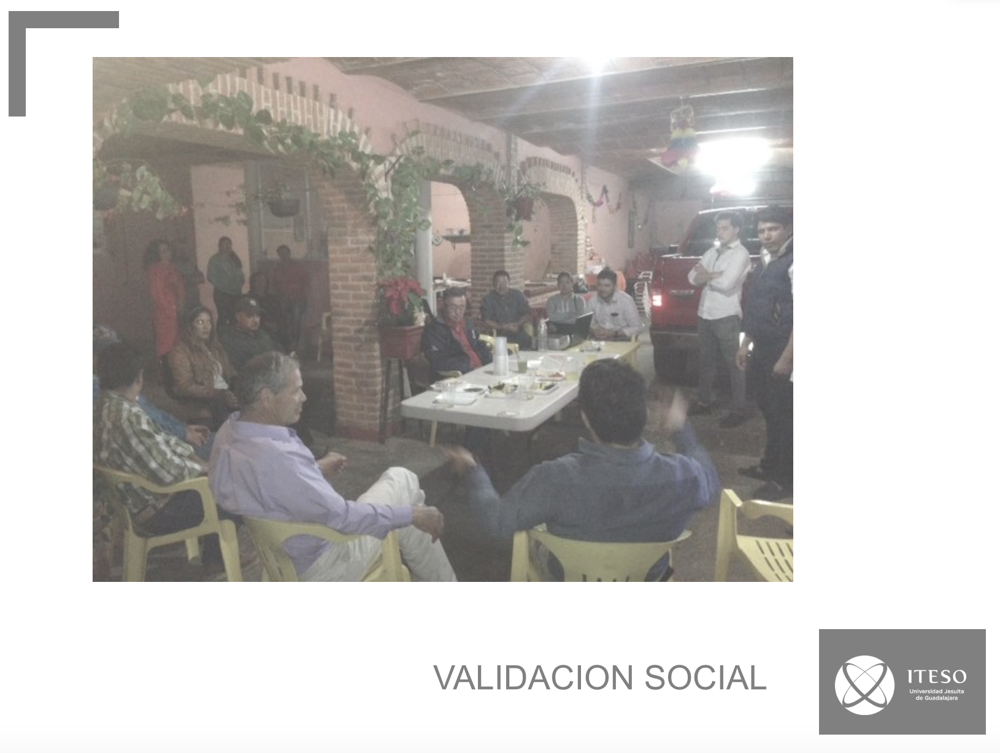 VALIDACION SOCIAL
ITESO
Universidad Jesuita
de Guadalajara